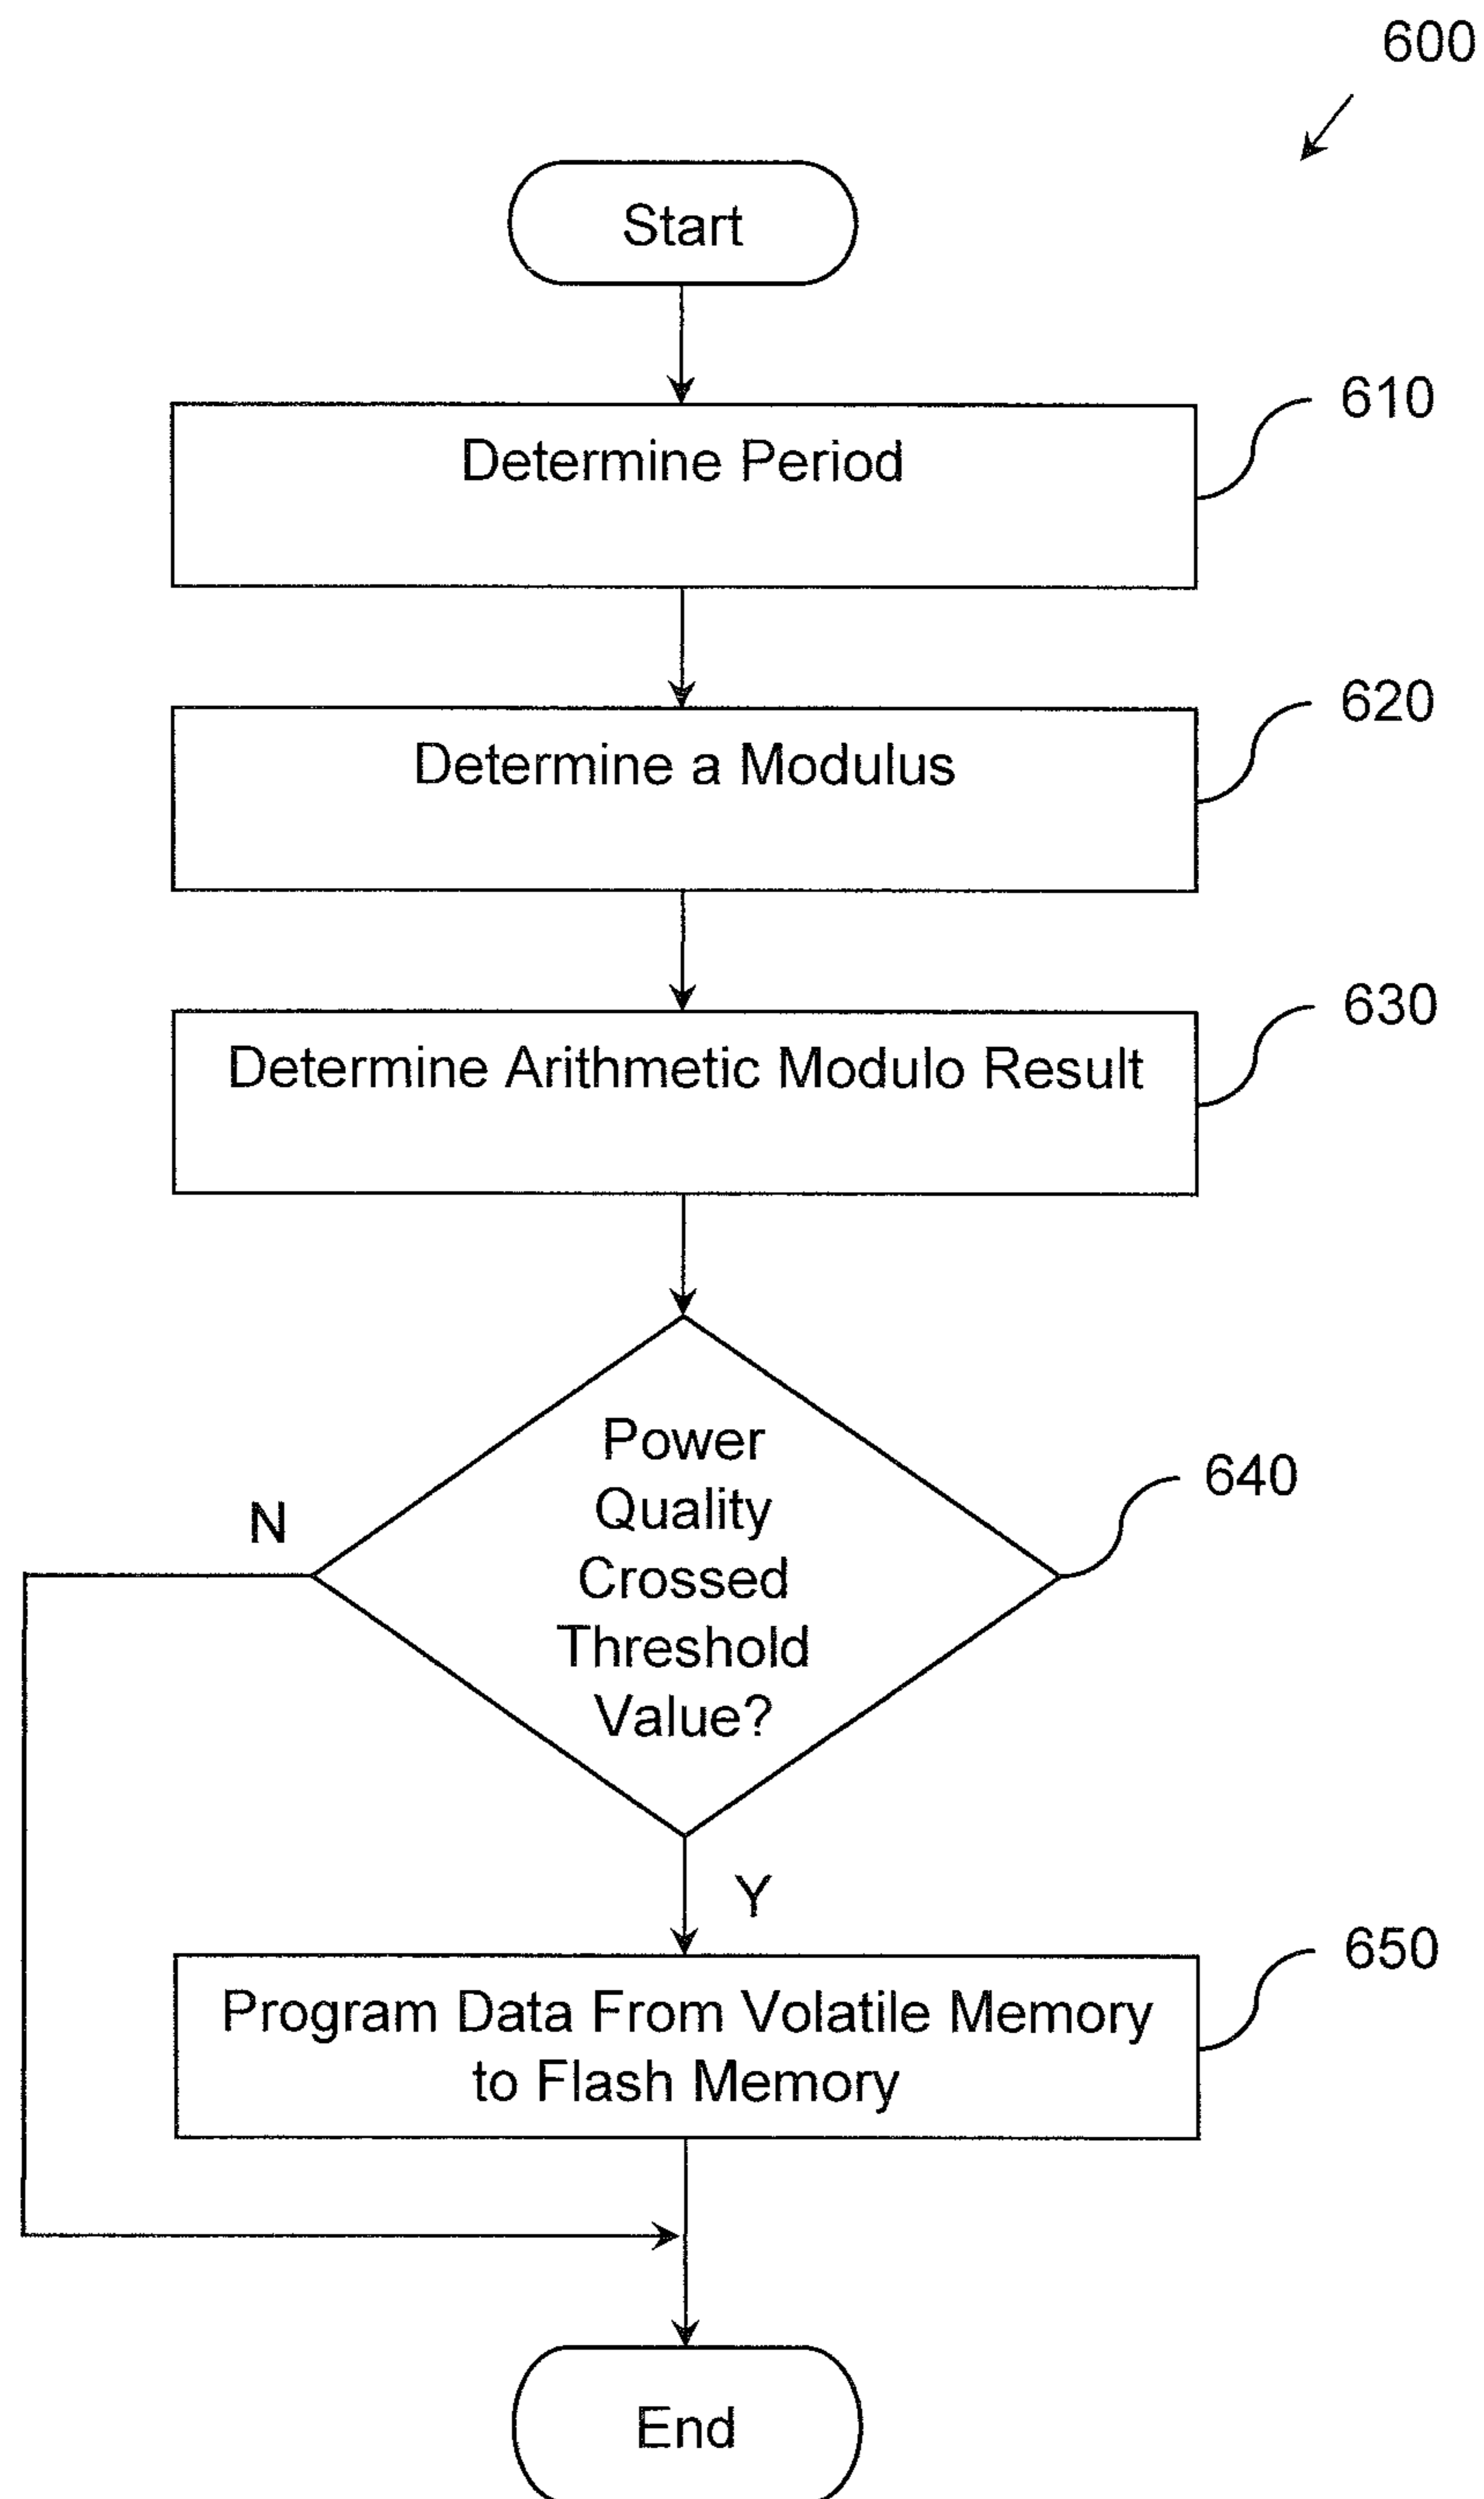 600
Start
610
Determine Period
620
Determine a Modulus
630
Determine Arithmetic Modulo Result
Power
Quality
Crossed
Threshold
Value?
640
N
Y
650
Program Data From Volatile Memory
to Flash Memory
End